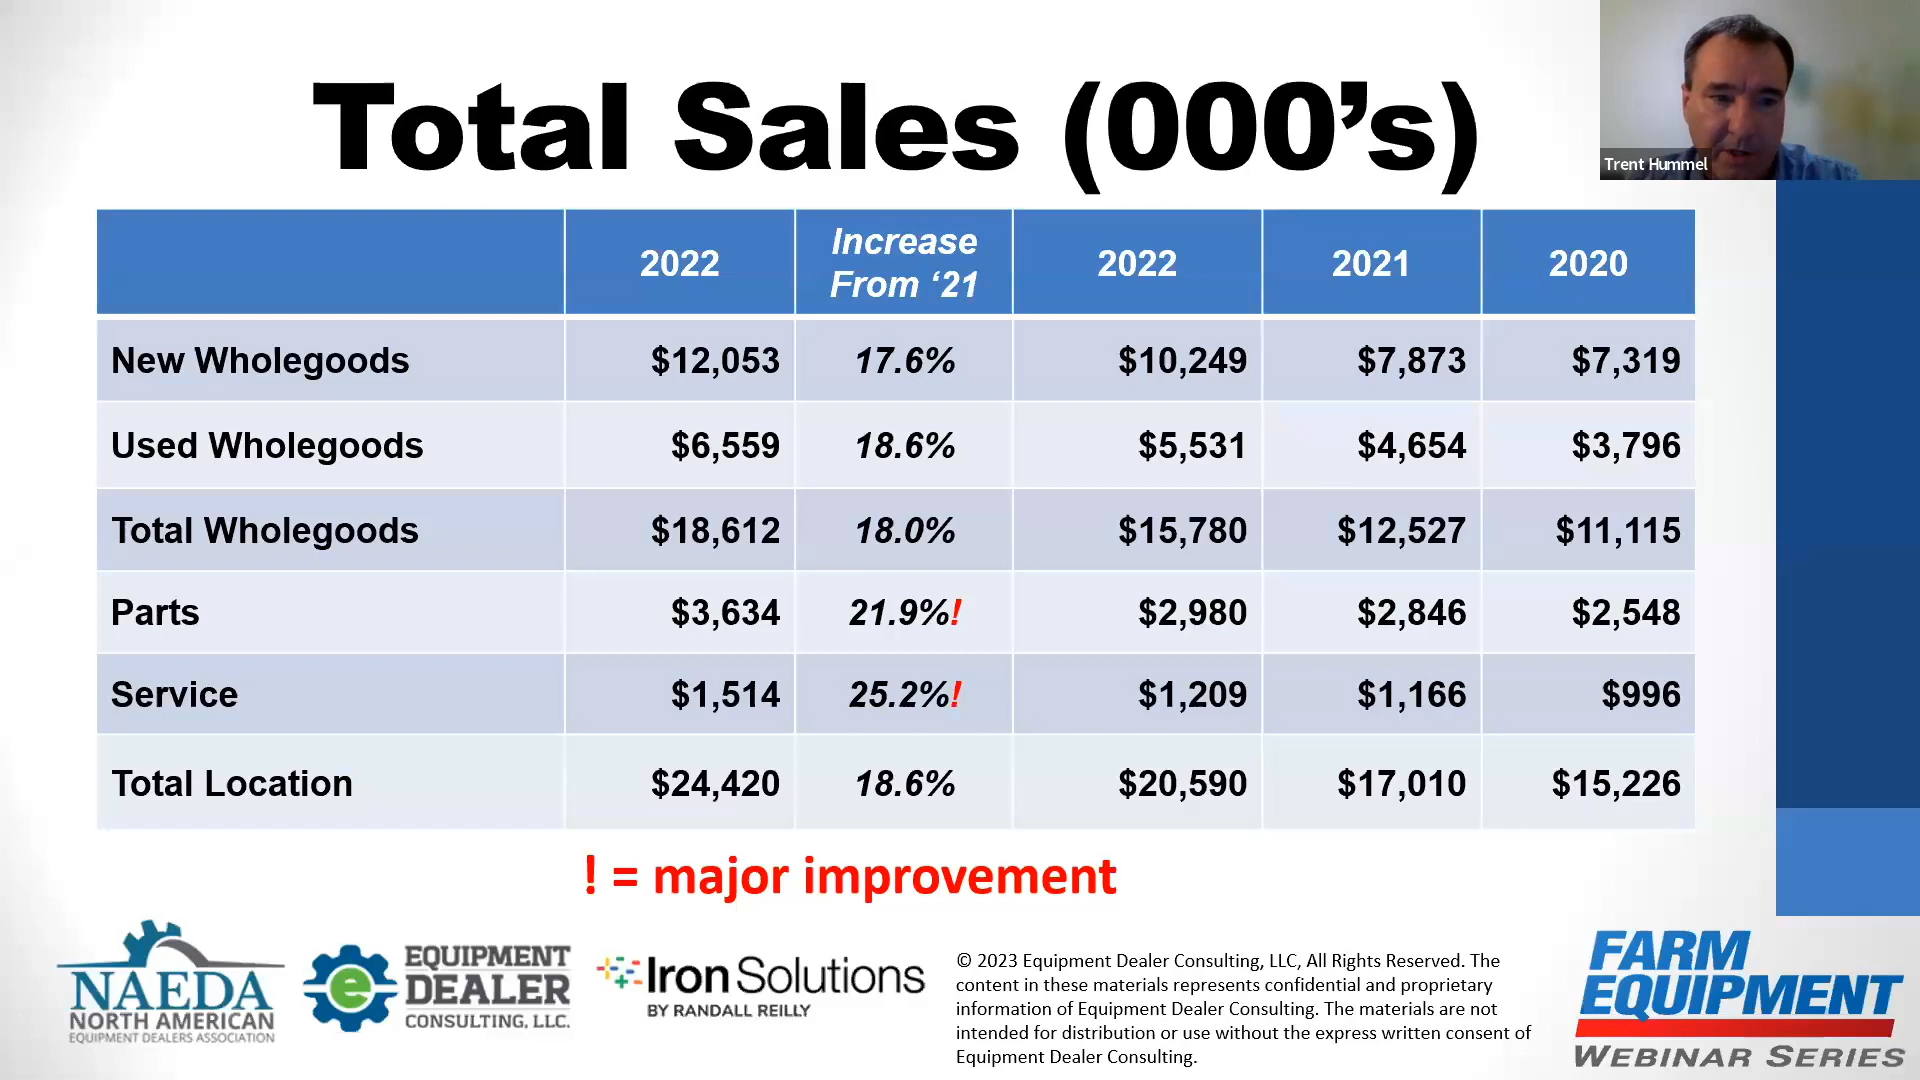 Total Sales (000’s)
Trent Hummel
2022 Increase From ‘21 2022 2021 2020
New Wholegoods $12,053 17.6% $10,249 $7,873 $7,319
Used Wholegoods $6,559 18.6% $5,531 $4,654 $3,796
Total Wholegoods $18,612 18.0% $15,780 $12,527 $11,115
Parts $3,634 21.9%! $2,980 $2,846 $2,548
Service $1,514 25.2%! $1,209 $1,166 $996
Total Location $24,420 18.6% $20,590 $17,010 $15,226
! = major improvement
NAEDA
NORTH AMERICAN
EQUIPMENT DEALERS ASSOCIATION
e
EQUIPMENT
DEALER
CONSULTING, LLC.
Iron Solutions
BY RANDALL REILLY
© 2023 Equipment Dealer Consulting, LLC, All Rights Reserved. The
content in these materials represents confidential and proprietary
information of Equipment Dealer Consulting. The materials are not
intended for distribution or use without the express written consent of
Equipment Dealer Consulting.
FARM
EQUIPMENT
WEBINAR SERIES